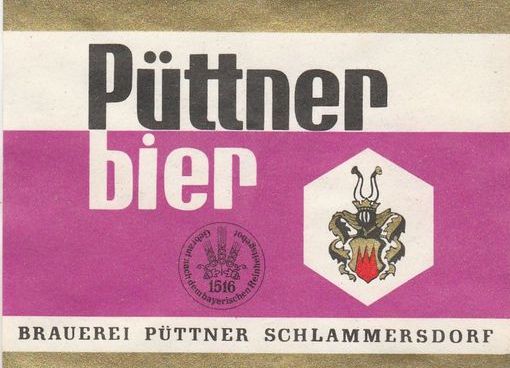 Püttner
bier
Gebraut nach dem bayerischen Reinheitsgebot
1516
BRAUEREI PÜTTNER SCHLAMMERSDORF